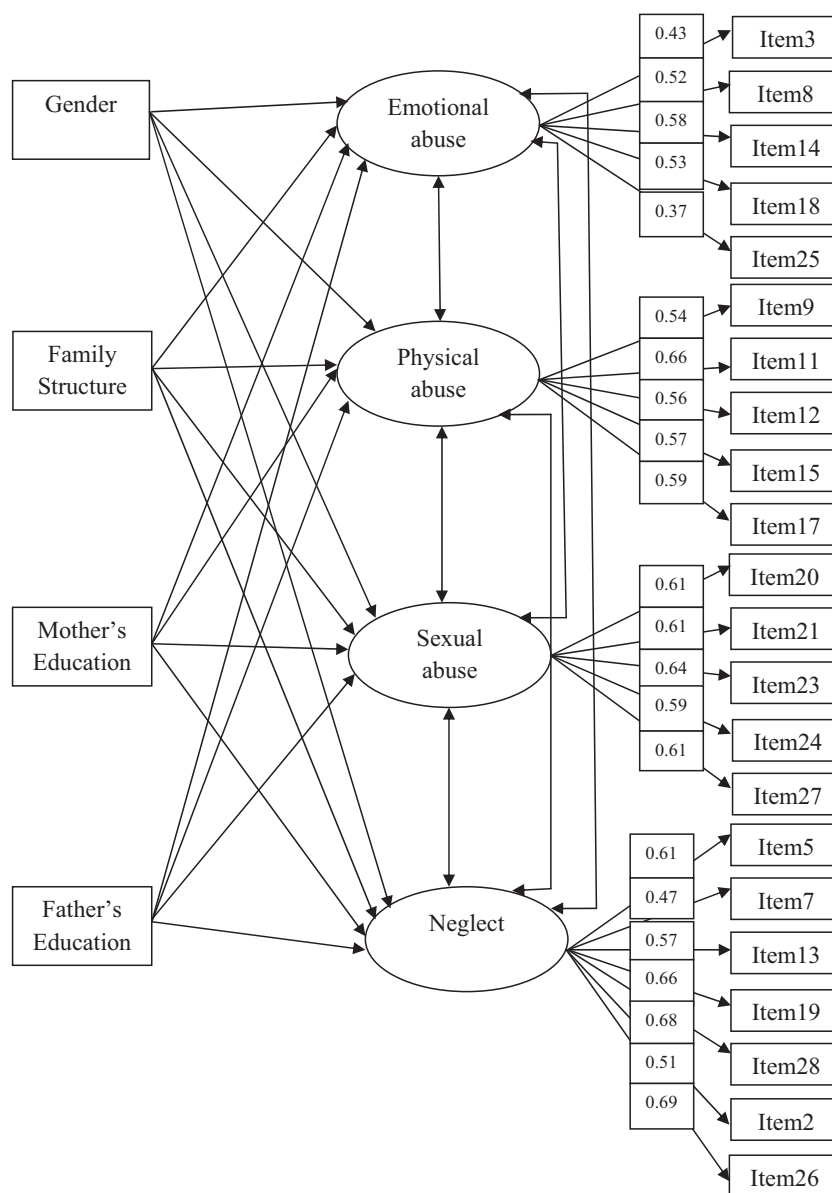 Gender
Family
Structure
Mother's
Education
Father's
Education
Emotional
abuse
Physical
abuse
Sexual
abuse
Neglect
0.43
0.52
0.58
0.53
0.37
Item3
Item8
Item14
Item18
Item25
0.54
0.66
0.56
0.57
0.59
Item9
Item11
Item12
Item15
Item17
0.61
0.61
0.64
0.59
0.61
Item20
Item21
Item23
Item24
Item27
0.61
0.47
0.57
0.66
0.68
0.51
0.69
Item5
Item7
Item13
Item19
Item28
Item2
Item26